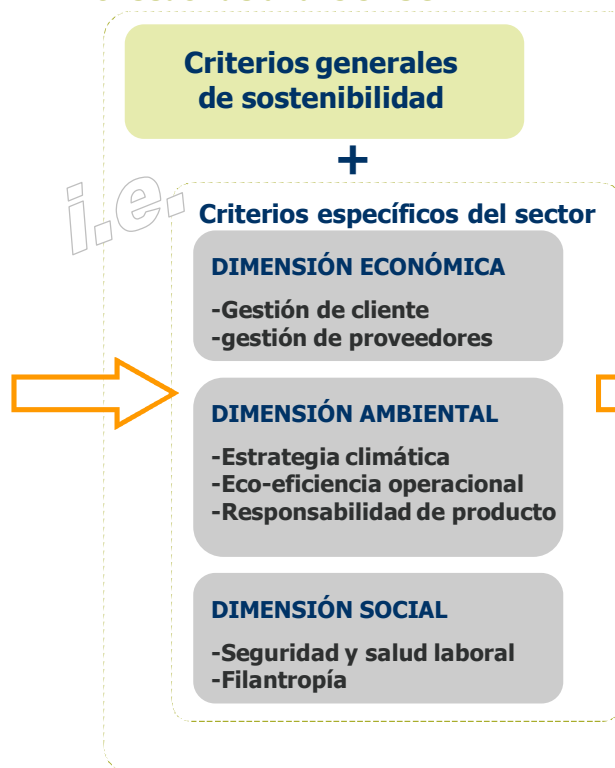 Criterios generales
de sostenibilidad
+
i.e.
Criterios específicos del sector
DIMENSIÓN ECONÓMICA
-Gestión de cliente
-gestión de proveedores
DIMENSIÓN AMBIENTAL
-Estrategia climática
-Eco-eficiencia operacional
-Responsabilidad de producto
DIMENSIÓN SOCIAL
-Seguridad y salud laboral
-Filantropía